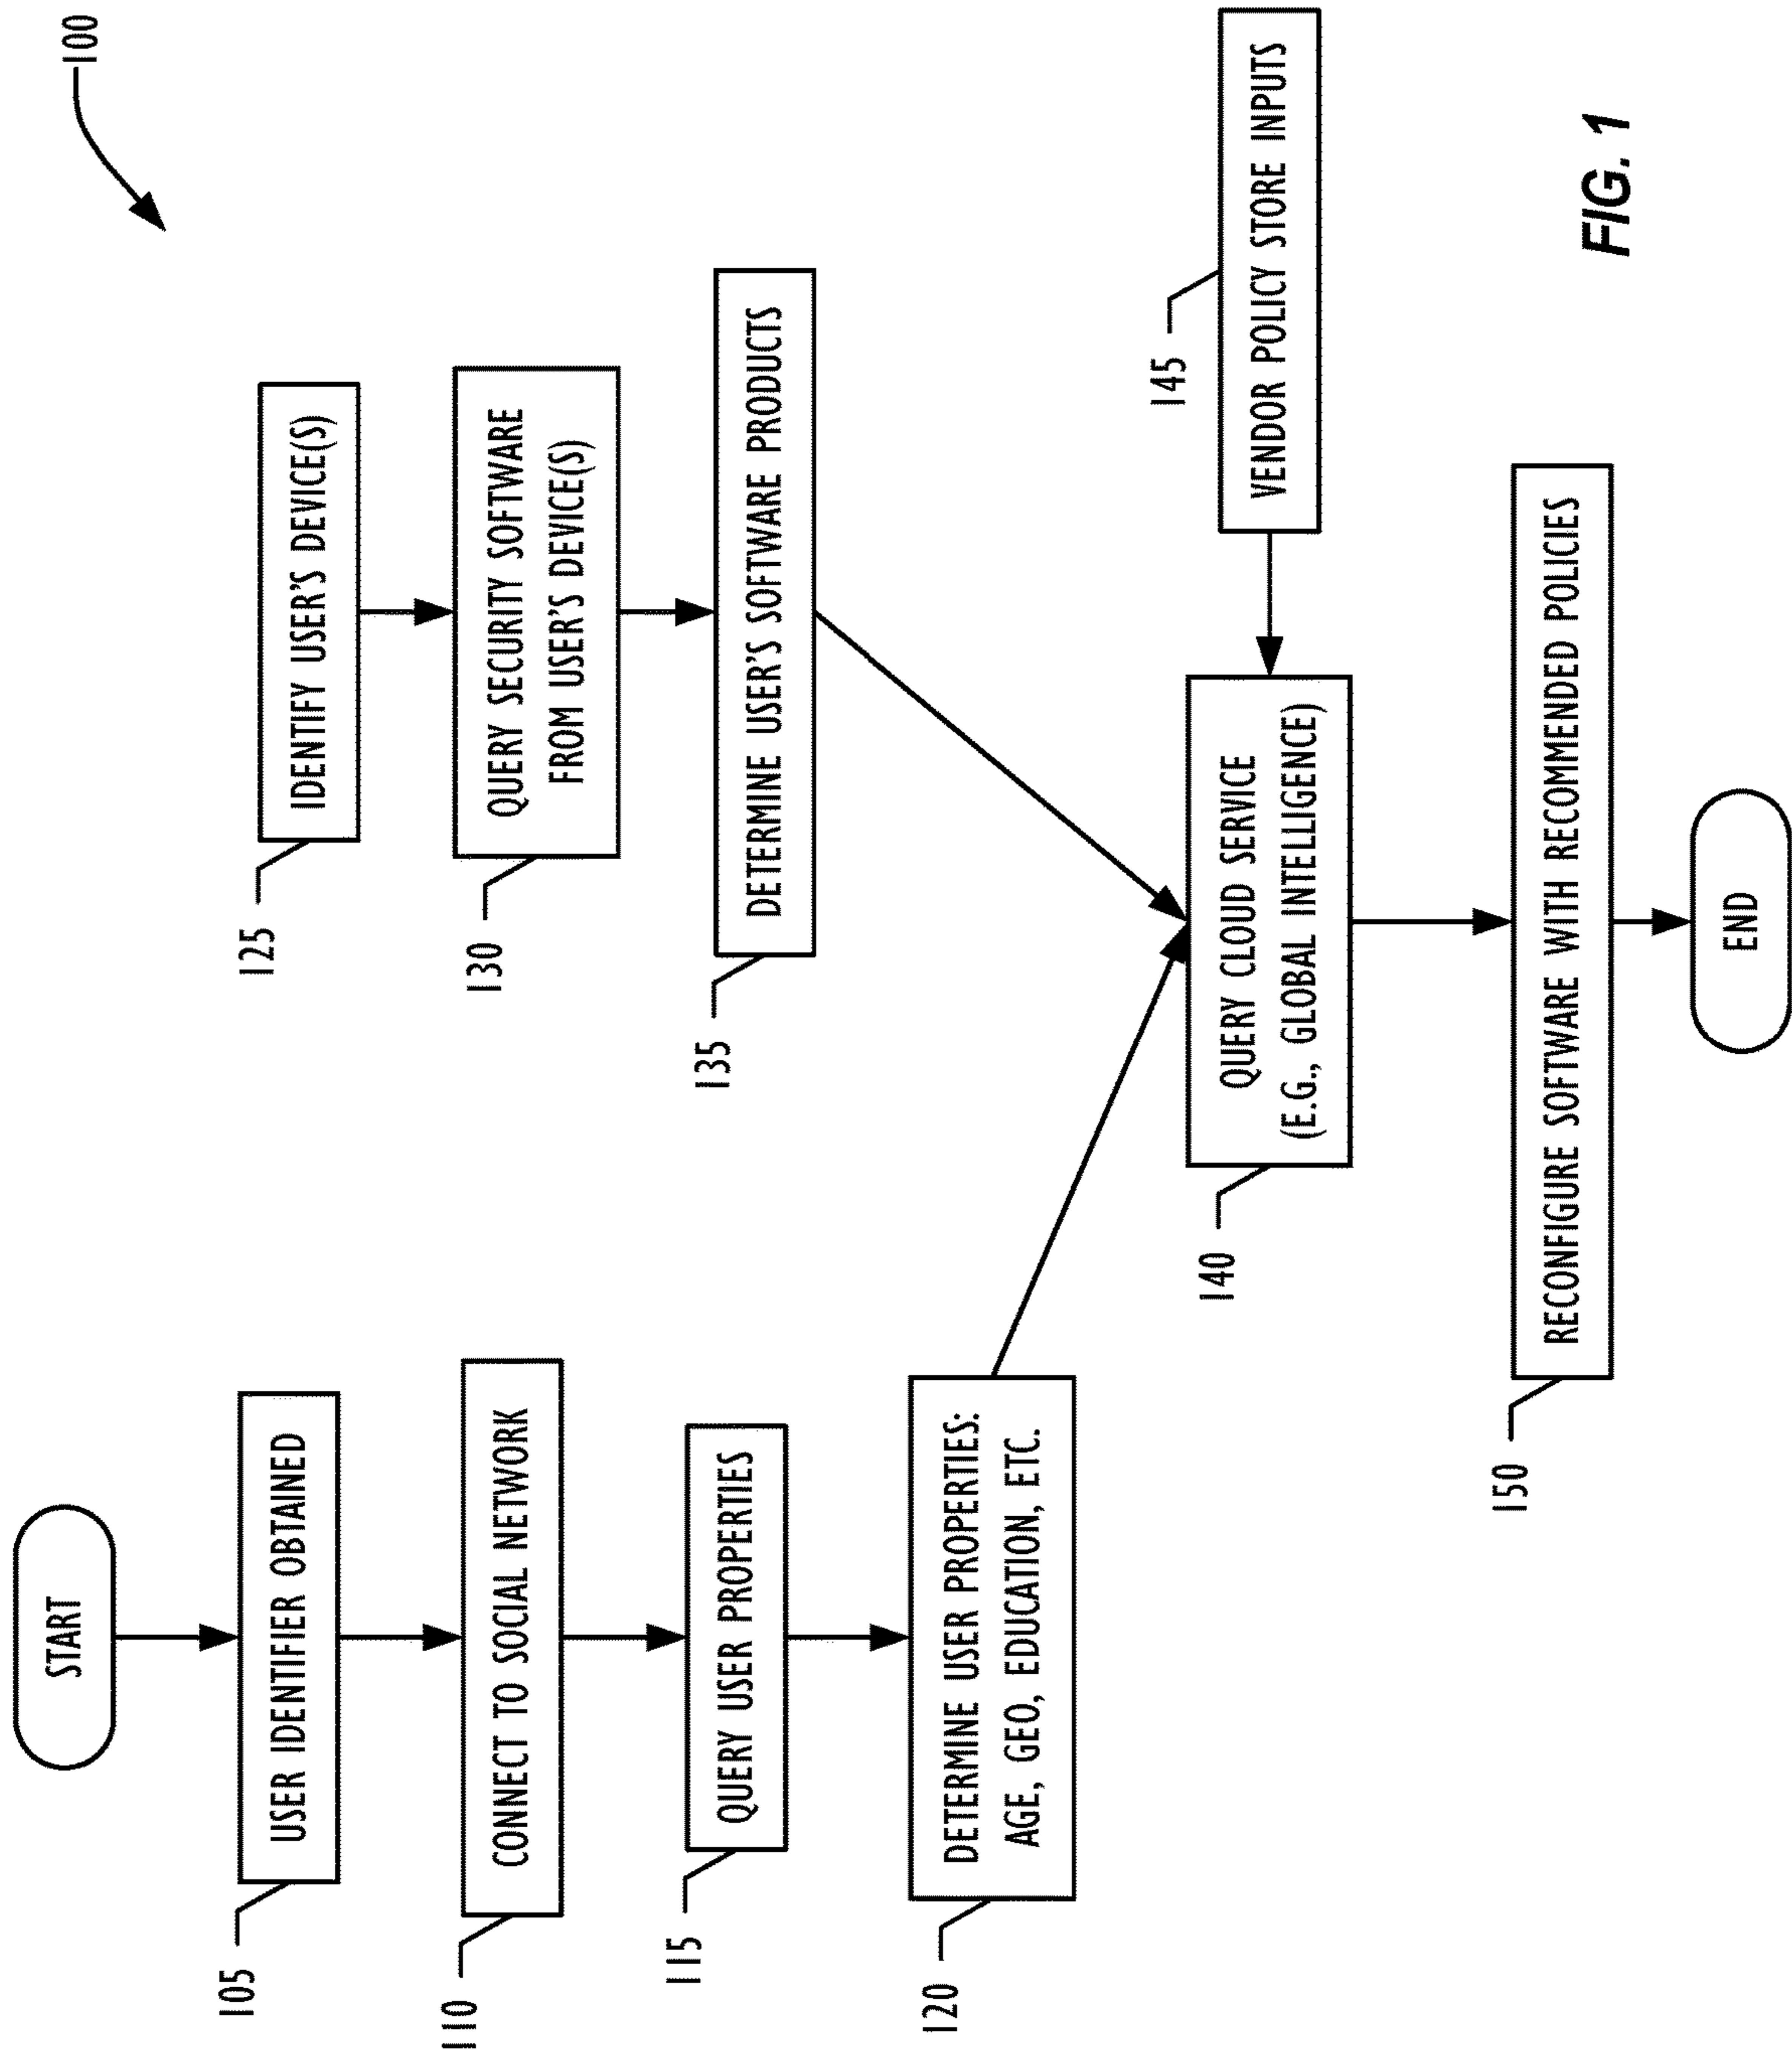 100
START
105
USER IDENTIFIER OBTAINED
110
CONNECT TO SOCIAL NETWORK
115
QUERY USER PROPERTIES
120
DETERMINE USER PROPERTIES:
AGE, GEO, EDUCATION, ETC.
125
IDENTIFY USER'S DEVICE(S)
130
QUERY SECURITY SOFTWARE
FROM USER'S DEVICE(S)
135
DETERMINE USER'S SOFTWARE PRODUCTS
140
QUERY CLOUD SERVICE
(E.G., GLOBAL INTELLIGENCE)
145
VENDOR POLICY STORE INPUTS
150
RECONFIGURE SOFTWARE WITH RECOMMENDED POLICIES
END
FIG. 1